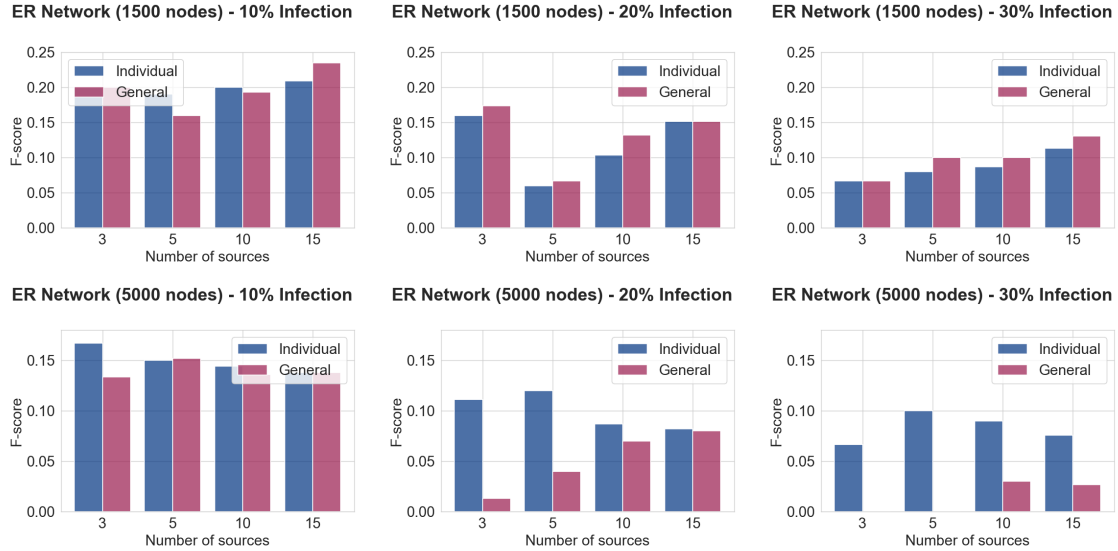 ER Network (1500 nodes) - 10% Infection
0.25
0.20
0.15
0.10
0.05
0.00
F-score
Individual
General
3 5 10 15
Number of sources
ER Network (1500 nodes) - 20% Infection
0.25
0.20
0.15
0.10
0.05
0.00
F-score
Individual
General
3 5 10 15
Number of sources
ER Network (1500 nodes) - 30% Infection
0.25
0.20
0.15
0.10
0.05
0.00
F-score
Individual
General
3 5 10 15
Number of sources
ER Network (5000 nodes) - 10% Infection
0.15
0.10
0.05
0.00
F-score
Individual
General
3 5 10 15
Number of sources
ER Network (5000 nodes) - 20% Infection
0.15
0.10
0.05
0.00
F-score
Individual
General
3 5 10 15
Number of sources
ER Network (5000 nodes) - 30% Infection
0.15
0.10
0.05
0.00
F-score
Individual
General
3 5 10 15
Number of sources